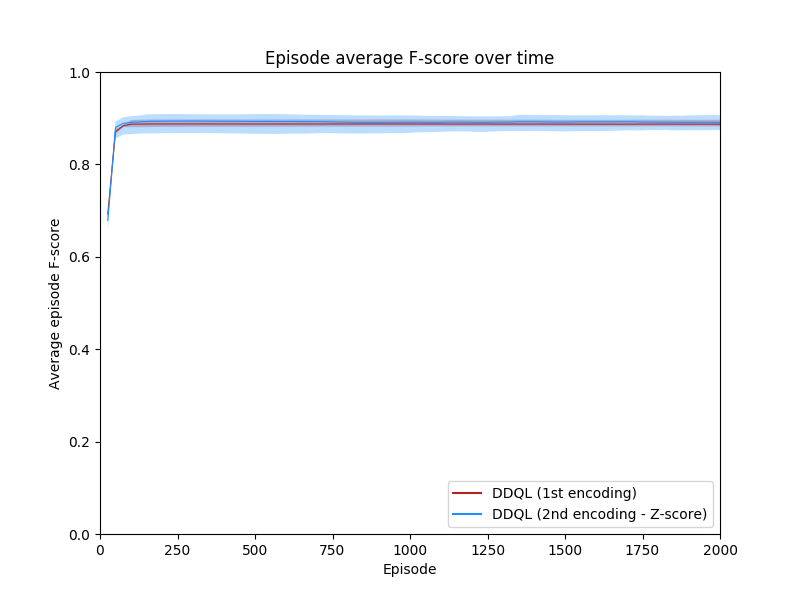 Episode average F-score over time
1.0
0.8
0.6
0.4
0.2
0.0
Average episode F-score
0 250 500 750 1000 1250 1500 1750 2000
Episode
DDQL (1st encoding)
DDQL (2nd encoding - Z-score)